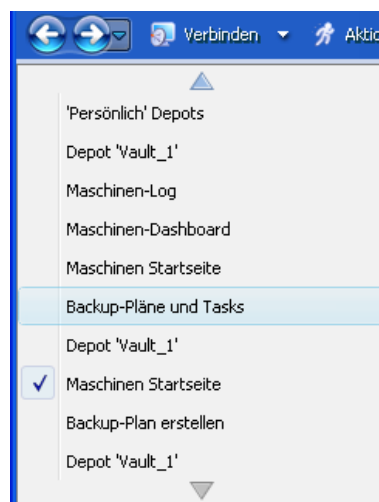 Verbinden Aktio
'Persönlich' Depots
Depot 'Vault_1'
Maschinen-Log
Maschinen-Dashboard
Maschinen Startseite
Backup-Pläne und Tasks
Depot 'Vault_1'
Maschinen Startseite
Backup-Plan erstellen
Depot 'Vault_1'